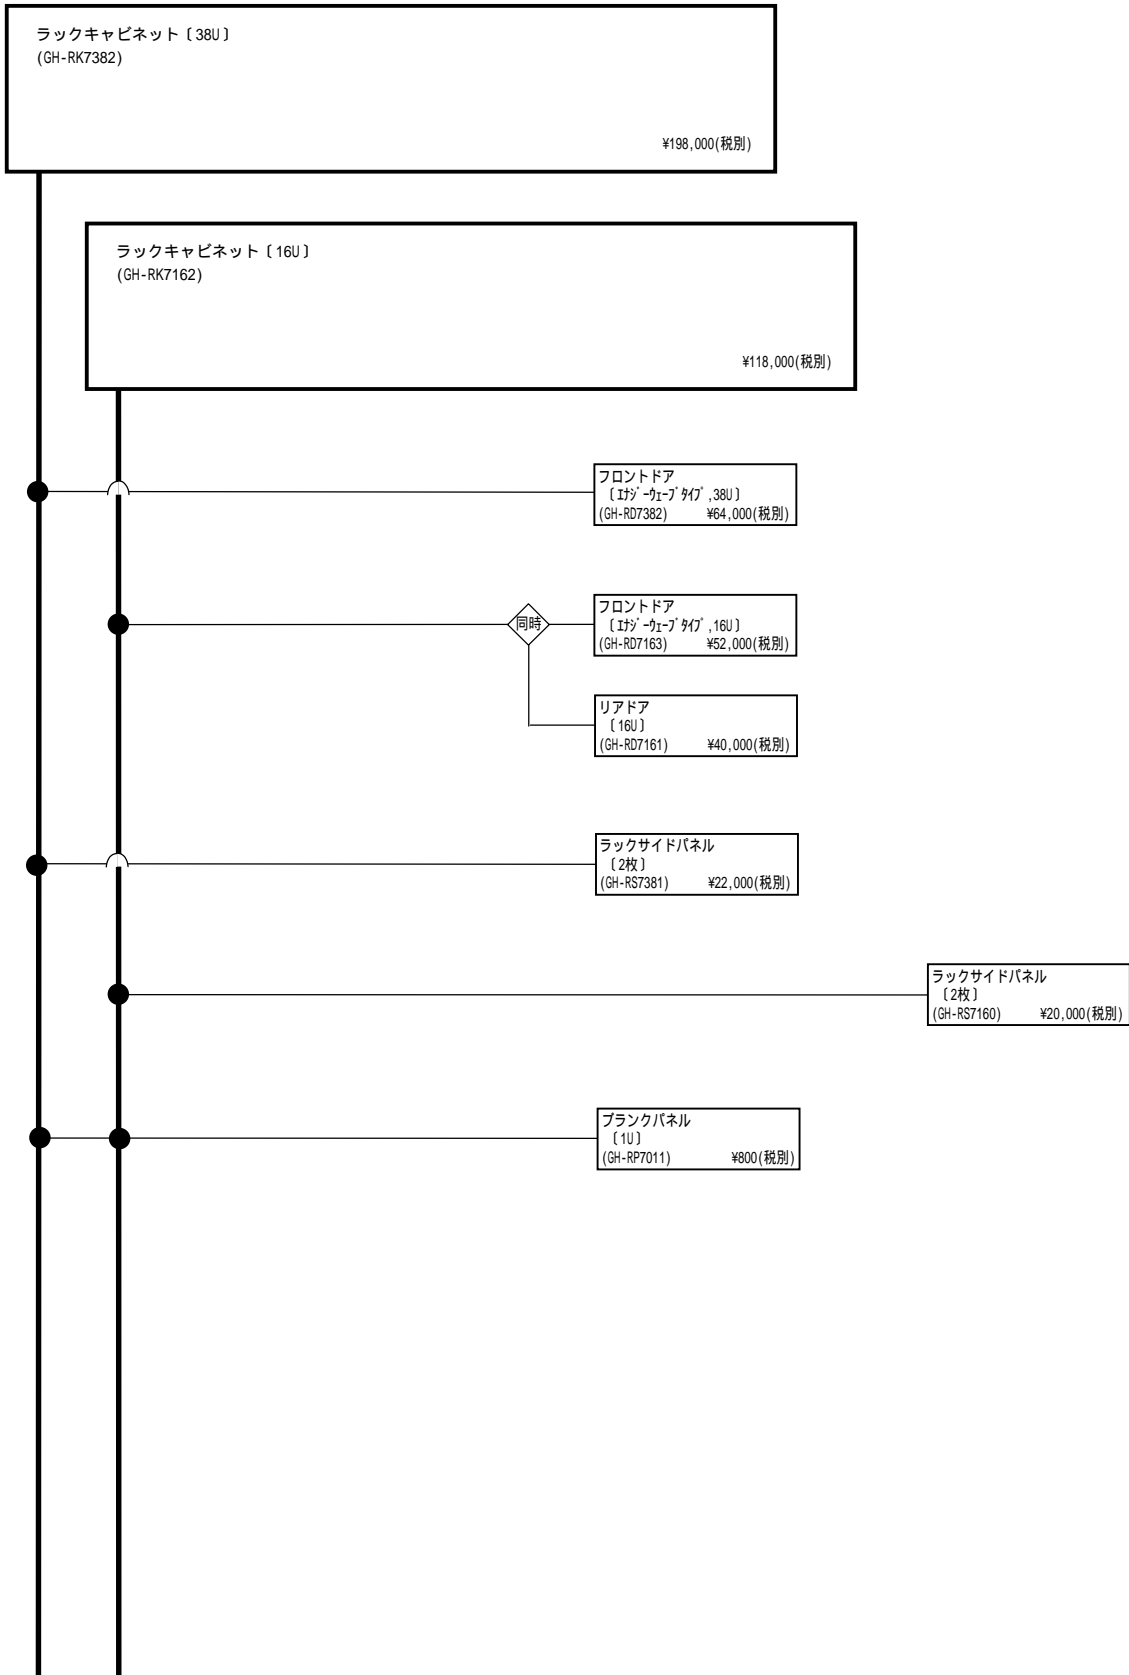 ラックキャビネット〔38U〕
(GH-RK7382)
¥198,000(税別)
ラックキャビネット〔16U〕
(GH-RK7162)
¥118,000(税別)
フロントドア
〔ｴﾅｼﾞｰｳｪｰﾌﾞﾀｲﾌﾟ,38U〕
(GH-RD7382) ¥64,000(税別)
同時
フロントドア
〔ｴﾅｼﾞｰｳｪｰﾌﾞﾀｲﾌﾟ,16U〕
(GH-RD7163) ¥52,000(税別)
リアドア
〔16U〕
(GH-RD7161) ¥40,000(税別)
ラックサイドパネル
〔2枚〕
(GH-RS7381) ¥22,000(税別)
ラックサイドパネル
〔2枚〕
(GH-RS7160) ¥20,000(税別)
ブランクパネル
〔1U〕
(GH-RP7011) ¥800(税別)